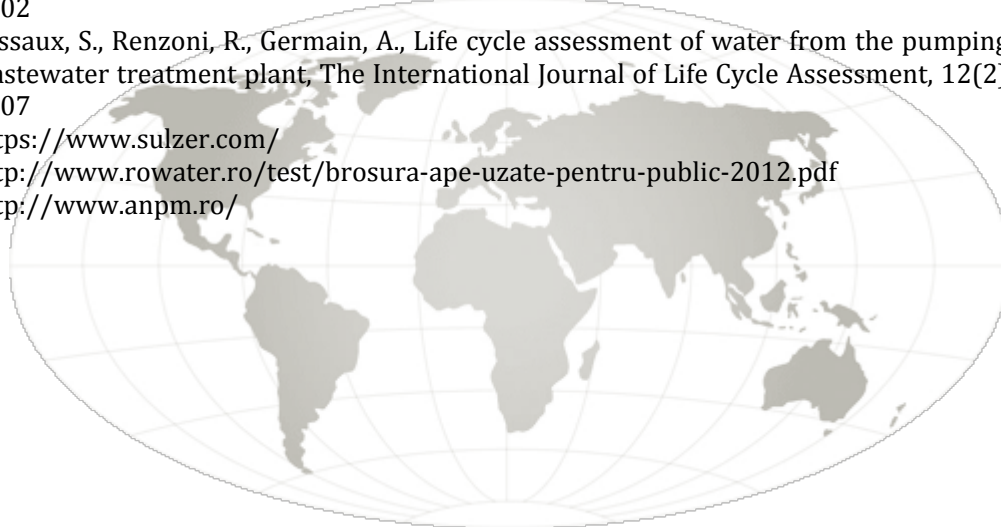 02
ssaux, S., Renzoni, R., Germain, A., Life cycle assessment of water from the pumping
astewater treatment plant, The International Journal of Life Cycle Assessment, 12(2)
07
tps://www.sulzer.com/
tp://www.rowater.ro/test/brosura-ape-uzate-pentru-public-2012.pdf
tp://www.anpm.ro/